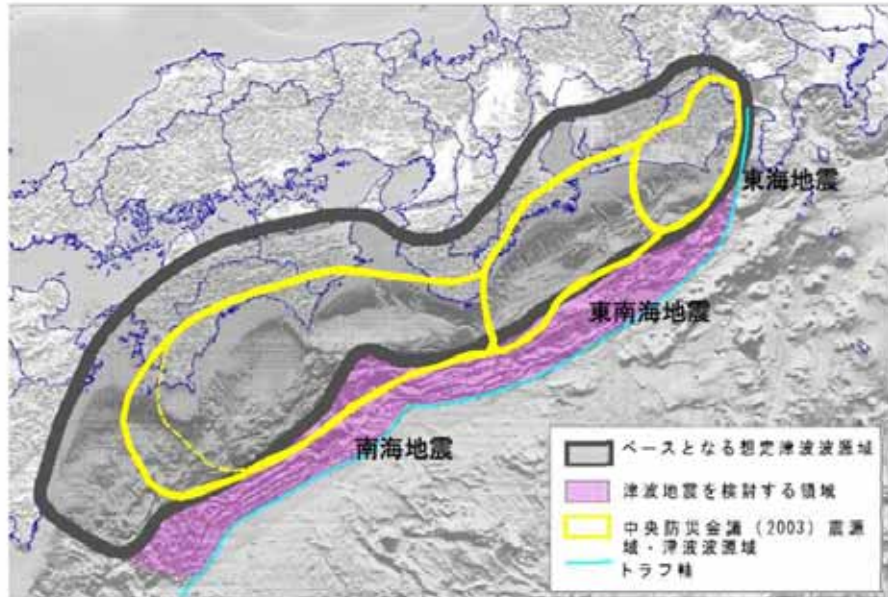 東海地震
東南海地震
南海地震
ベースとなる想定津波波源域
津波地震を検討する領域
中央防災会議（2003）震源
域・津波波源域
トラフ軸